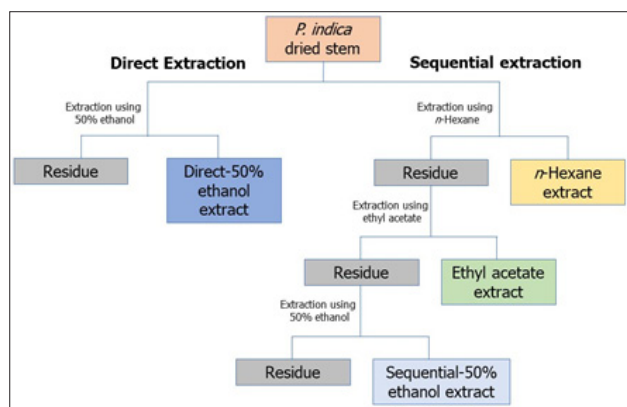 P. indica
dried stem
Direct Extraction
Sequential extraction
Extraction using
50% ethanol
Extraction using
n-Hexane
Residue
Direct-50%
ethanol
extract
Residue
n-Hexane
extract
Extraction using
ethyl acetate
Residue
Ethyl acetate
extract
Extraction using
50% ethanol
Residue
Sequential-50%
ethanol extract